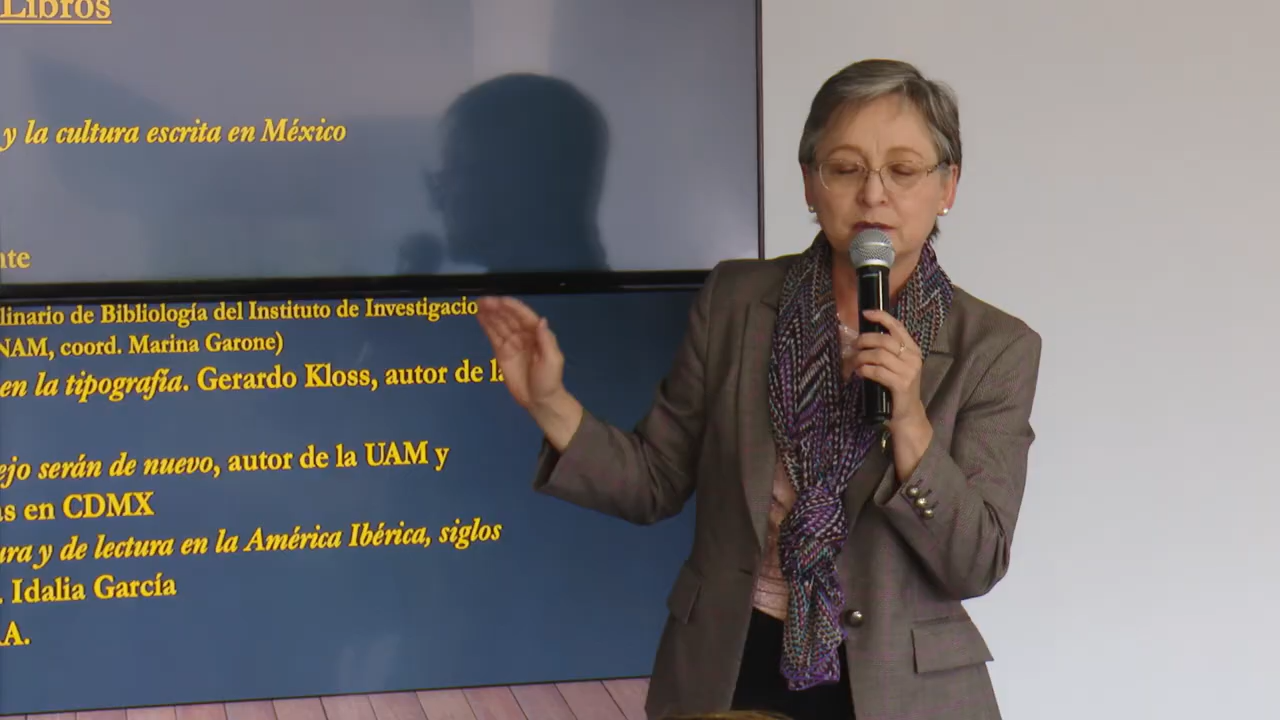 Libros
y la cultura escrita en México
nte
linario de Bibliología del Instituto de Investigacio
NAM, coord. Marina Garone)
en la tipografía. Gerardo Kloss, autor de la
ejo serán de nuevo, autor de la UAM y
as en CDMX
ura y de lectura en la América Ibérica, siglos
. Idalia García
A.